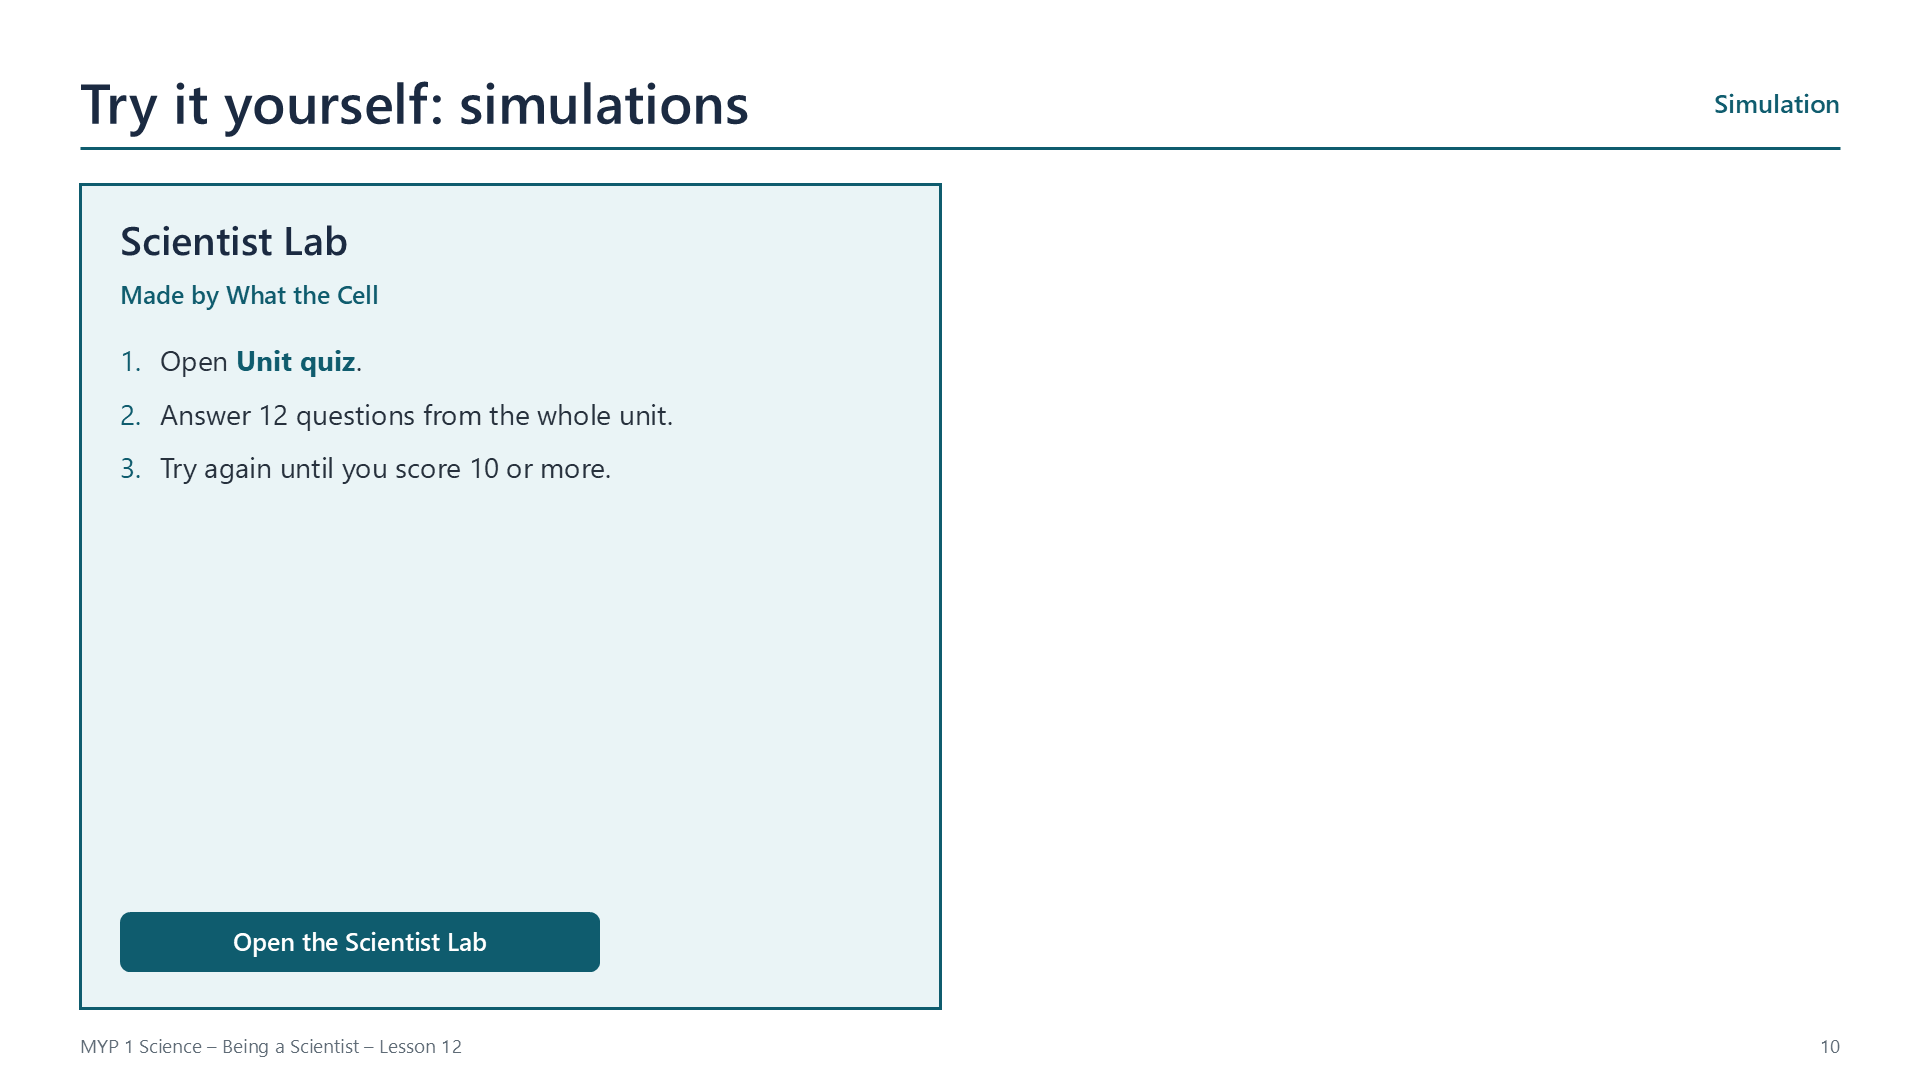 Try it yourself: simulations
Simulation
Scientist Lab
Made by What the Cell
1. Open Unit quiz.
2. Answer 12 questions from the whole unit.
3. Try again until you score 10 or more.
Open the Scientist Lab
MYP 1 Science – Being a Scientist – Lesson 12
10